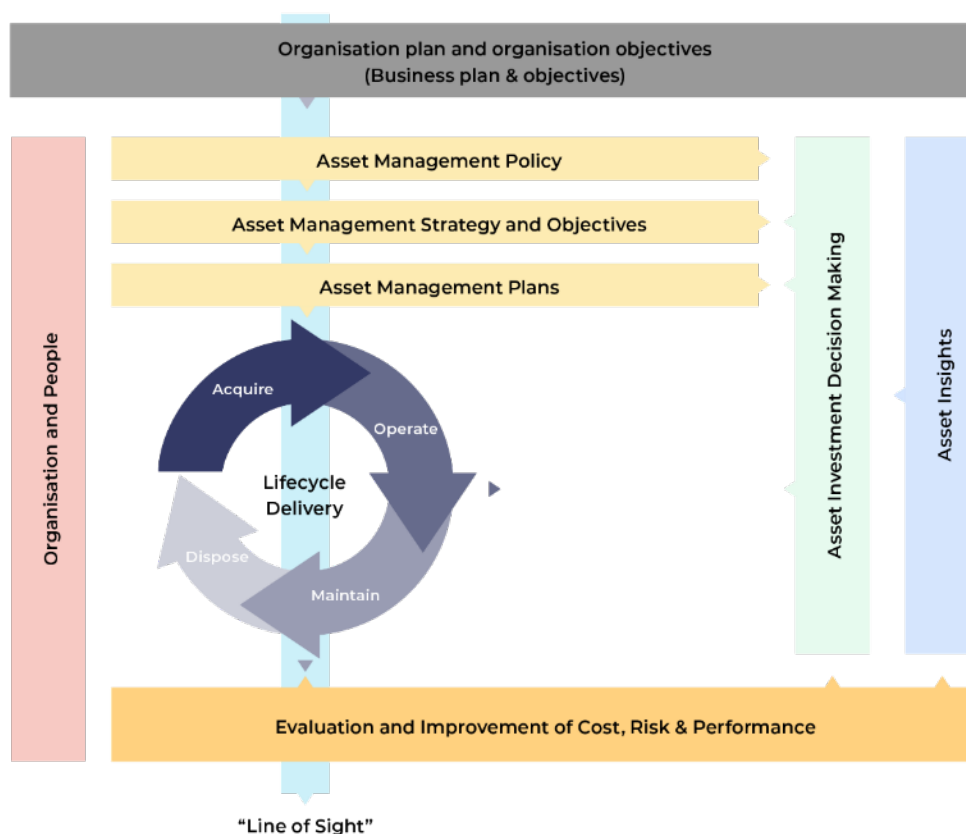 Organisation plan and organisation objectives
(Business plan & objectives)
Asset Management Policy
Asset Management Strategy and Objectives
Asset Management Plans
Organisation and People
Acquire
Operate
Lifecycle
Delivery
Dispose
Maintain
Asset Investment Decision Making
Asset Insights
Evaluation and Improvement of Cost, Risk & Performance
“Line of Sight”